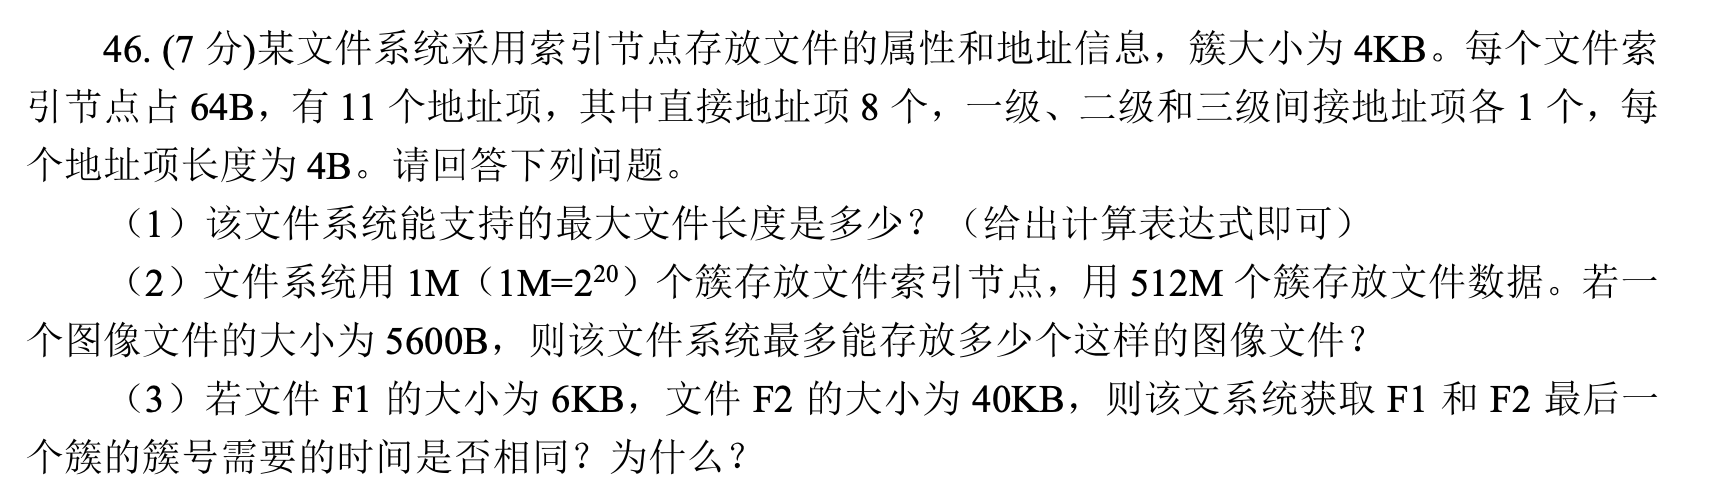 46. (7 分)某文件系统采用索引节点存放文件的属性和地址信息，簇大小为 4KB。每个文件索
引节点占 64B，有 11 个地址项，其中直接地址项 8 个，一级、二级和三级间接地址项各 1 个，每
个地址项长度为 4B。请回答下列问题。
（1）该文件系统能支持的最大文件长度是多少？（给出计算表达式即可）
（2）文件系统用 1M（1M=2²⁰）个簇存放文件索引节点，用 512M 个簇存放文件数据。若一
个图像文件的大小为 5600B，则该文件系统最多能存放多少个这样的图像文件？
（3）若文件 F1 的大小为 6KB，文件 F2 的大小为 40KB，则该文系统获取 F1 和 F2 最后一
个簇的簇号需要的时间是否相同？为什么？